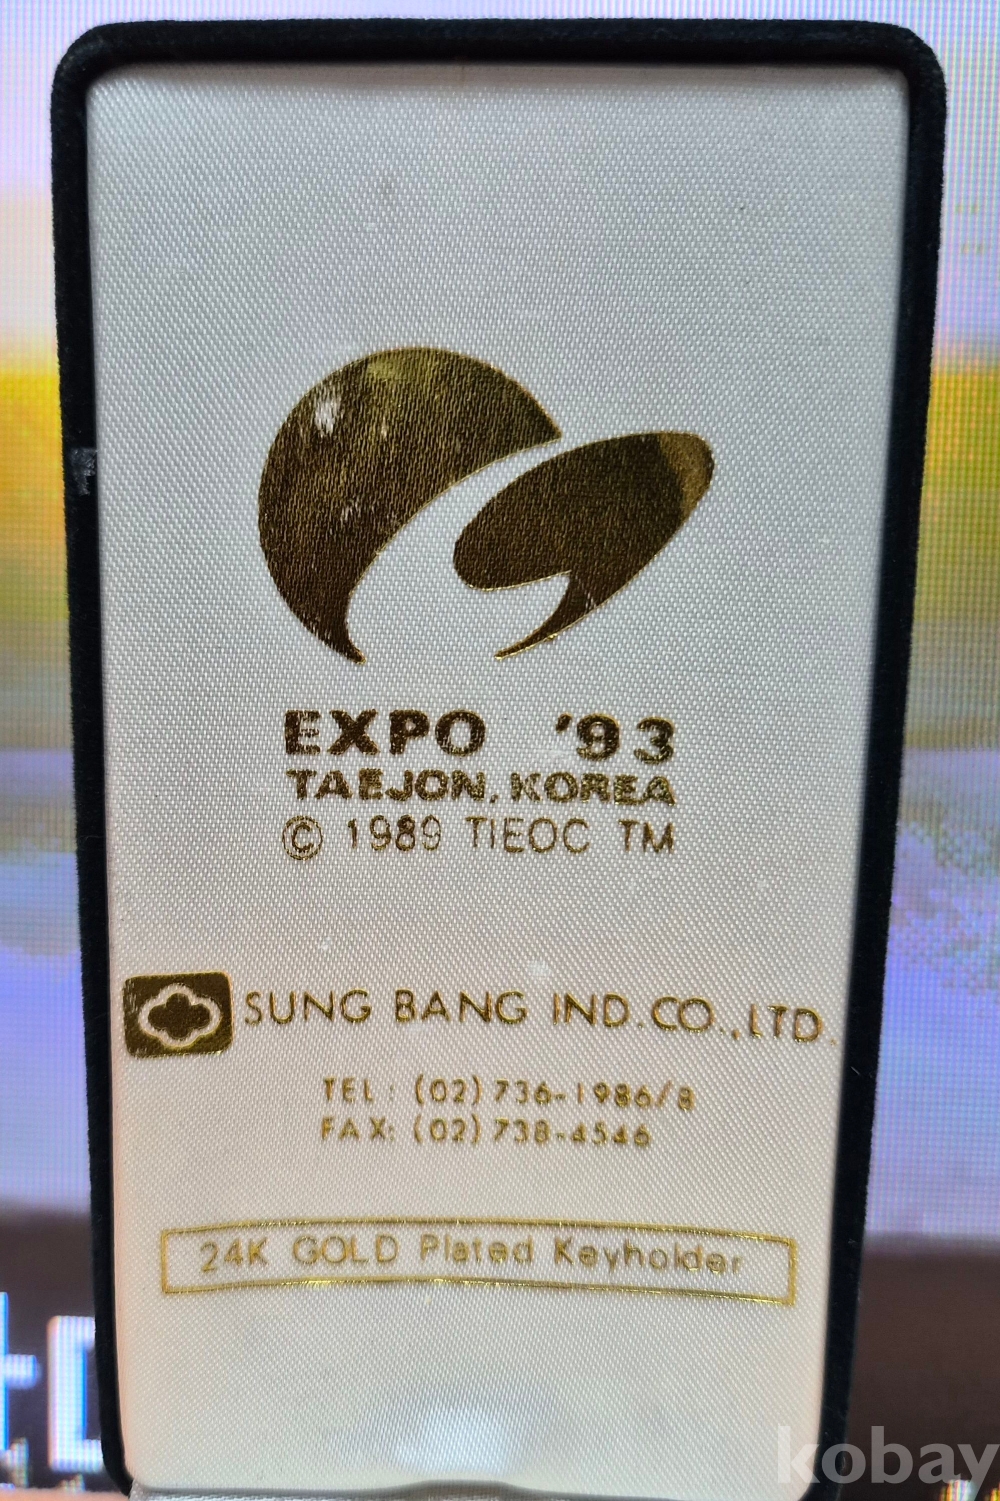 EXPO '93
TAEJON, KOREA
© 1989 TIEOC TM
SUNG BANG IND.CO.,LTD.
TEL : (02)736-1986/8
FAX: (02)738-4546
24K GOLD Plated Keyholder
kobay